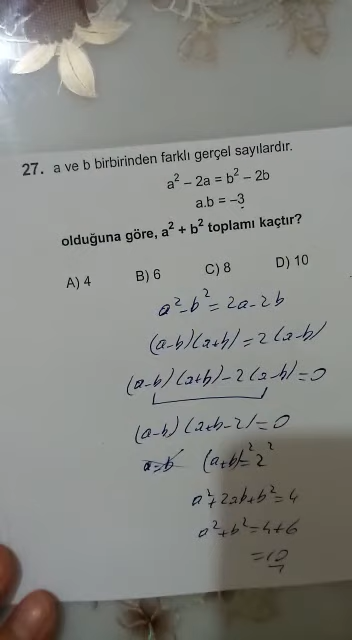 27. a ve b birbirinden farklı gerçel sayılardır.
a² − 2a = b² − 2b
a.b = −3
olduğuna göre, a² + b² toplamı kaçtır?
A) 4 B) 6 C) 8 D) 10
a²-b² = 2a-2b
(a-b)(a+b) = 2(a-b)
(a-b)(a+b)-2(a-b)=0
(a-b)(a+b-2)=0
a=b (a+b)²=2²
a²+2ab+b²=4
a²+b²=4+6
=10